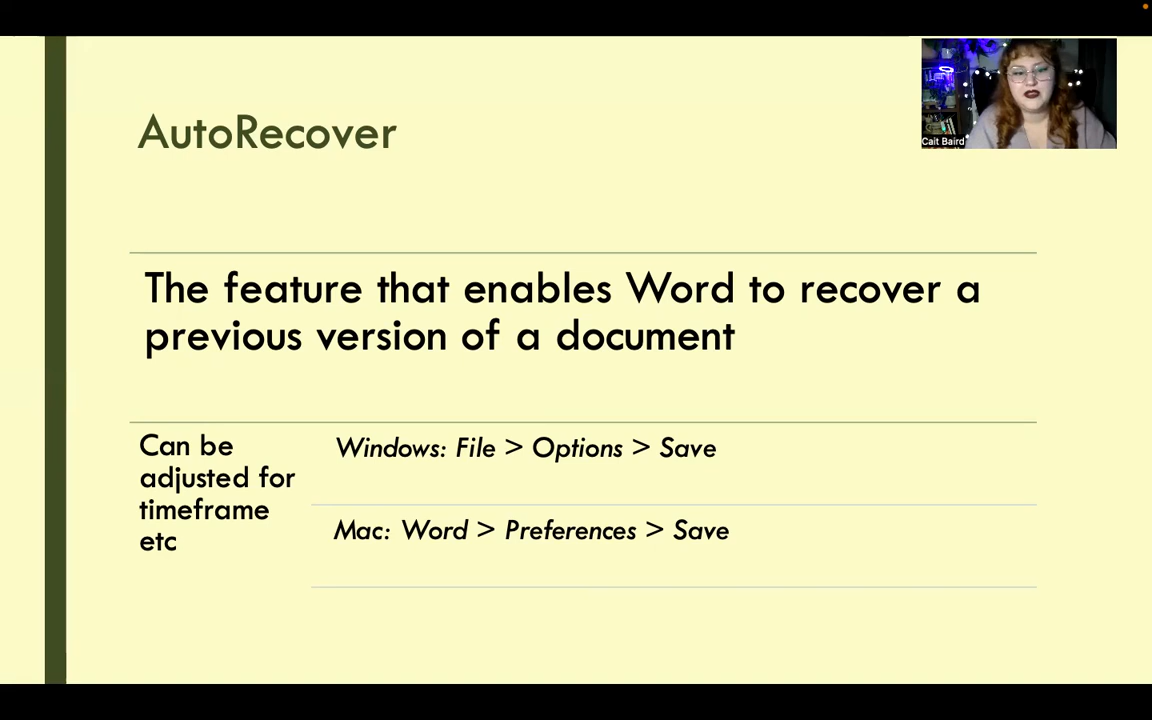 AutoRecover
Cait Baird
The feature that enables Word to recover a
previous version of a document
Can be
adjusted for
timeframe
etc
Windows: File > Options > Save
Mac: Word > Preferences > Save